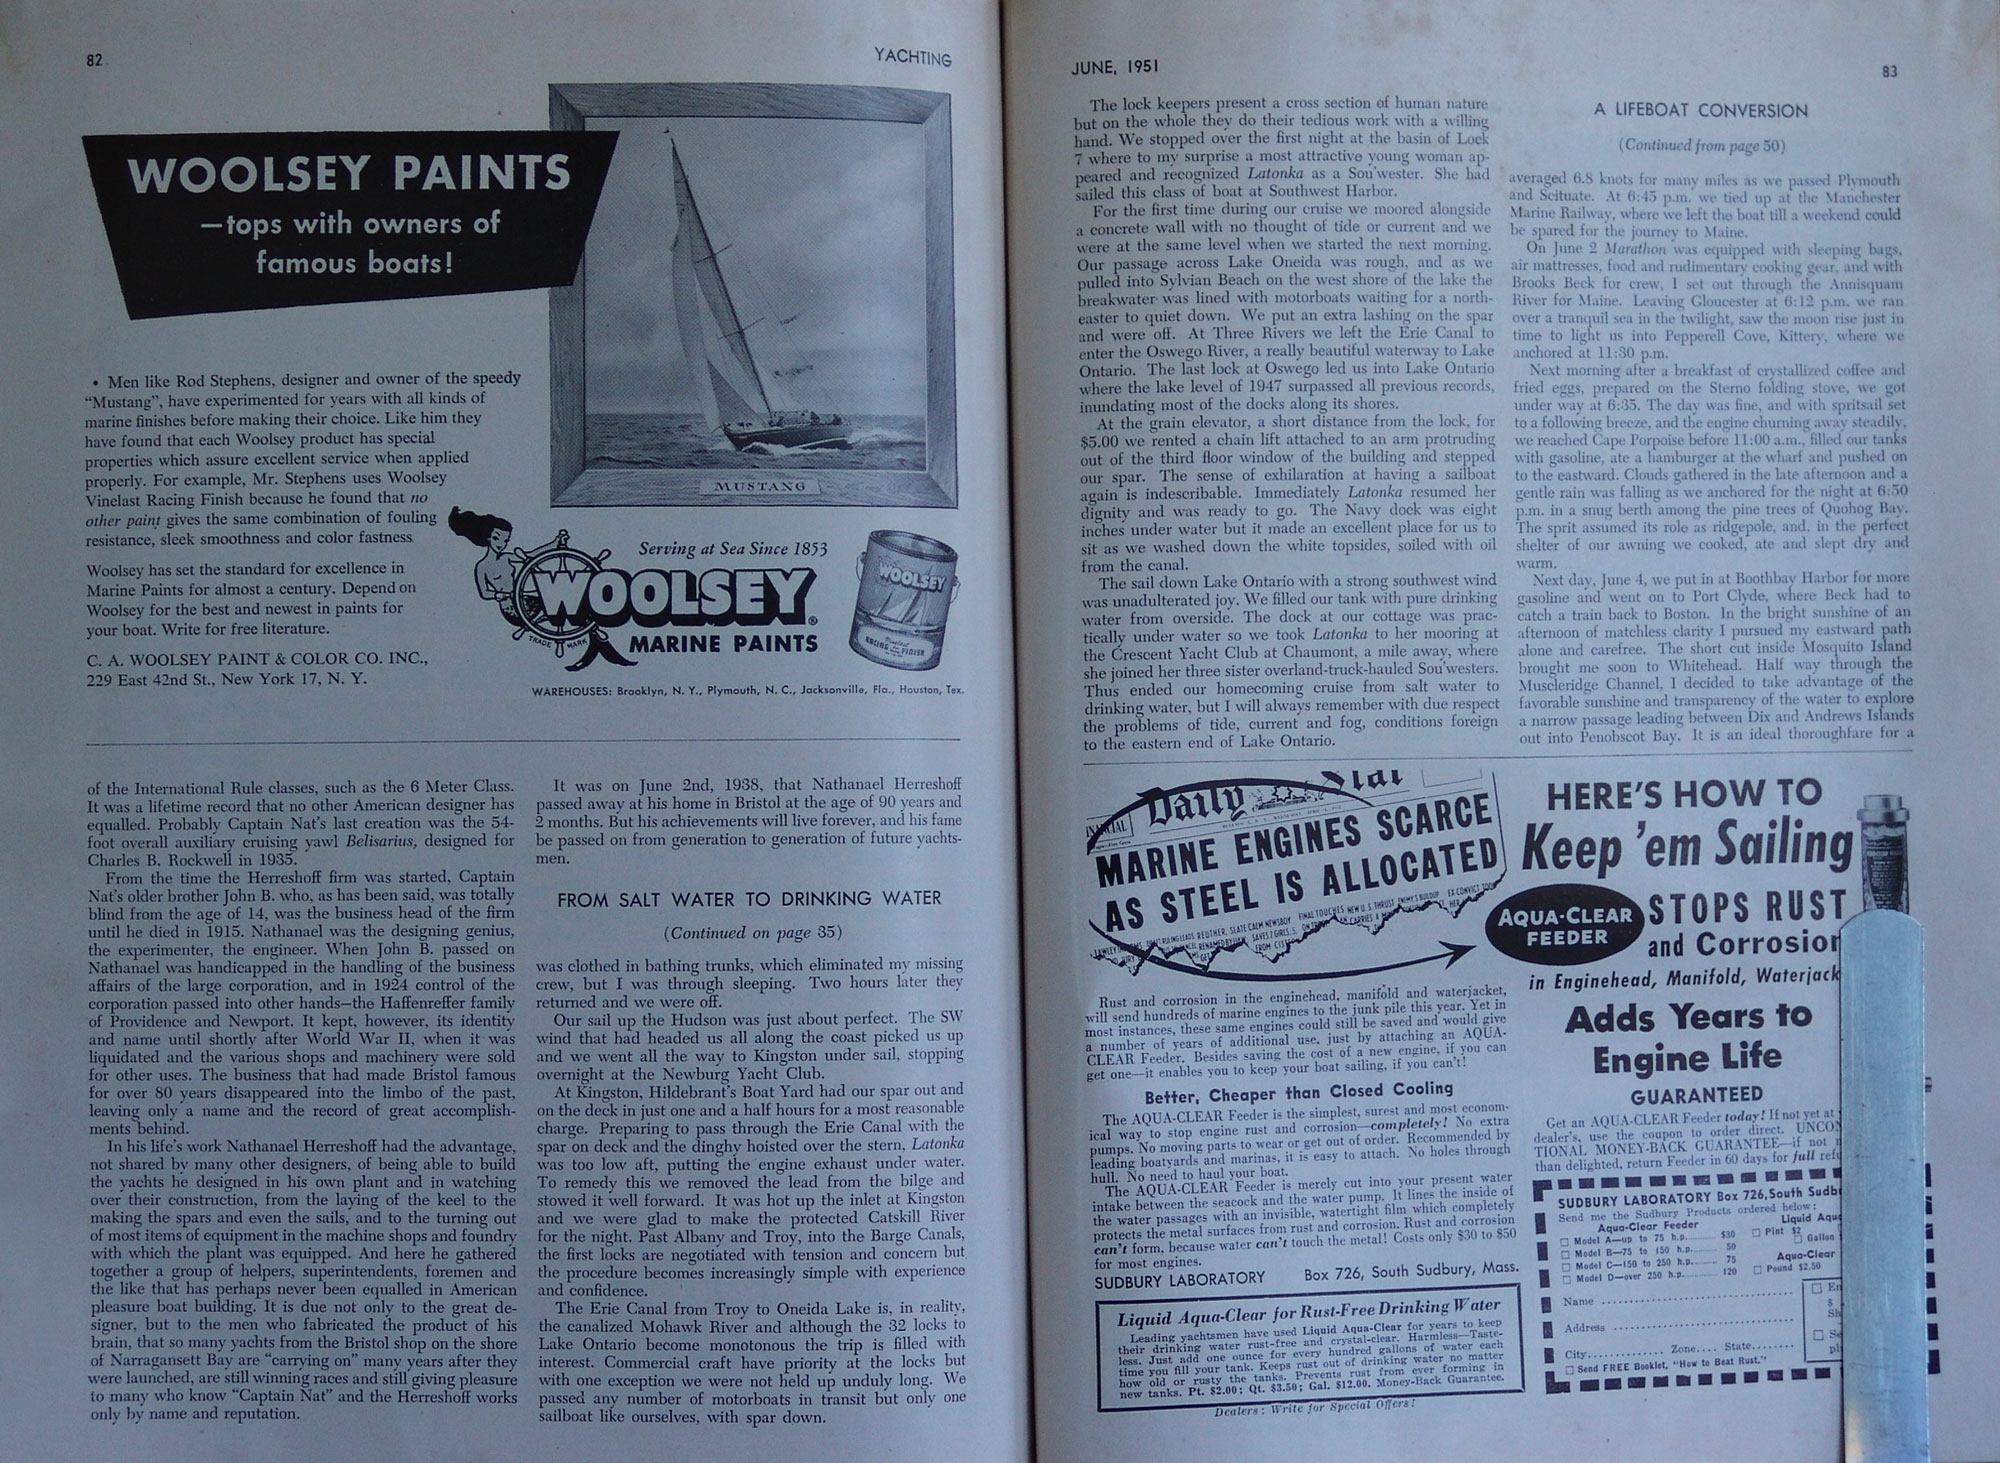 82
YACHTING
WOOLSEY PAINTS
—tops with owners of
famous boats!
MUSTANG
• Men like Rod Stephens, designer and owner of the speedy
"Mustang", have experimented for years with all kinds of
marine finishes before making their choice. Like him they
have found that each Woolsey product has special
properties which assure excellent service when applied
properly. For example, Mr. Stephens uses Woolsey
Vinelast Racing Finish because he found that no
other paint gives the same combination of fouling
resistance, sleek smoothness and color fastness
Woolsey has set the standard for excellence in
Marine Paints for almost a century. Depend on
Woolsey for the best and newest in paints for
your boat. Write for free literature.
C. A. WOOLSEY PAINT & COLOR CO. INC.,
229 East 42nd St., New York 17, N. Y.
Serving at Sea Since 1853
WOOLSEY®
MARINE PAINTS
TRADE MARK
WOOLSEY
RACING FINISH
WAREHOUSES: Brooklyn, N. Y., Plymouth, N. C., Jacksonville, Fla., Houston, Tex.
of the International Rule classes, such as the 6 Meter Class.
It was a lifetime record that no other American designer has
equalled. Probably Captain Nat's last creation was the 54-
foot overall auxiliary cruising yawl Belisarius, designed for
Charles B. Rockwell in 1935.
From the time the Herreshoff firm was started, Captain
Nat's older brother John B. who, as has been said, was totally
blind from the age of 14, was the business head of the firm
until he died in 1915. Nathanael was the designing genius,
the experimenter, the engineer. When John B. passed on
Nathanael was handicapped in the handling of the business
affairs of the large corporation, and in 1924 control of the
corporation passed into other hands—the Haffenreffer family
of Providence and Newport. It kept, however, its identity
and name until shortly after World War II, when it was
liquidated and the various shops and machinery were sold
for other uses. The business that had made Bristol famous
for over 80 years disappeared into the limbo of the past,
leaving only a name and the record of great accomplish-
ments behind.
In his life's work Nathanael Herreshoff had the advantage,
not shared by many other designers, of being able to build
the yachts he designed in his own plant and in watching
over their construction, from the laying of the keel to the
making the spars and even the sails, and to the turning out
of most items of equipment in the machine shops and foundry
with which the plant was equipped. And here he gathered
together a group of helpers, superintendents, foremen and
the like that has perhaps never been equalled in American
pleasure boat building. It is due not only to the great de-
signer, but to the men who fabricated the product of his
brain, that so many yachts from the Bristol shop on the shore
of Narragansett Bay are "carrying on" many years after they
were launched, are still winning races and still giving pleasure
to many who know "Captain Nat" and the Herreshoff works
only by name and reputation.
It was on June 2nd, 1938, that Nathanael Herreshoff
passed away at his home in Bristol at the age of 90 years and
2 months. But his achievements will live forever, and his fame
be passed on from generation to generation of future yachts-
men.
FROM SALT WATER TO DRINKING WATER
(Continued on page 35)
was clothed in bathing trunks, which eliminated my missing
crew, but I was through sleeping. Two hours later they
returned and we were off.
Our sail up the Hudson was just about perfect. The SW
wind that had headed us all along the coast picked us up
and we went all the way to Kingston under sail, stopping
overnight at the Newburg Yacht Club.
At Kingston, Hildebrant's Boat Yard had our spar out and
on the deck in just one and a half hours for a most reasonable
charge. Preparing to pass through the Erie Canal with the
spar on deck and the dinghy hoisted over the stern, Latonka
was too low aft, putting the engine exhaust under water.
To remedy this we removed the lead from the bilge and
stowed it well forward. It was hot up the inlet at Kingston
and we were glad to make the protected Catskill River
for the night. Past Albany and Troy, into the Barge Canals,
the first locks are negotiated with tension and concern but
the procedure becomes increasingly simple with experience
and confidence.
The Erie Canal from Troy to Oneida Lake is, in reality,
the canalized Mohawk River and although the 32 locks to
Lake Ontario become monotonous the trip is filled with
interest. Commercial craft have priority at the locks but
with one exception we were not held up unduly long. We
passed any number of motorboats in transit but only one
sailboat like ourselves, with spar down.
JUNE, 1951
83
The lock keepers present a cross section of human nature
but on the whole they do their tedious work with a willing
hand. We stopped over the first night at the basin of Lock
7 where to my surprise a most attractive young woman ap-
peared and recognized Latonka as a Sou'wester. She had
sailed this class of boat at Southwest Harbor.
For the first time during our cruise we moored alongside
a concrete wall with no thought of tide or current and we
were at the same level when we started the next morning.
Our passage across Lake Oneida was rough, and as we
pulled into Sylvian Beach on the west shore of the lake the
breakwater was lined with motorboats waiting for a north-
easter to quiet down. We put an extra lashing on the spar
and were off. At Three Rivers we left the Erie Canal to
enter the Oswego River, a really beautiful waterway to Lake
Ontario. The last lock at Oswego led us into Lake Ontario
where the lake level of 1947 surpassed all previous records,
inundating most of the docks along its shores.
At the grain elevator, a short distance from the lock, for
$5.00 we rented a chain lift attached to an arm protruding
out of the third floor window of the building and stepped
our spar. The sense of exhilaration at having a sailboat
again is indescribable. Immediately Latonka resumed her
dignity and was ready to go. The Navy dock was eight
inches under water but it made an excellent place for us to
sit as we washed down the white topsides, soiled with oil
from the canal.
The sail down Lake Ontario with a strong southwest wind
was unadulterated joy. We filled our tank with pure drinking
water from overside. The dock at our cottage was prac-
tically under water so we took Latonka to her mooring at
the Crescent Yacht Club at Chaumont, a mile away, where
she joined her three sister overland-truck-hauled Sou'westers.
Thus ended our homecoming cruise from salt water to
drinking water, but I will always remember with due respect
the problems of tide, current and fog, conditions foreign
to the eastern end of Lake Ontario.
A LIFEBOAT CONVERSION
(Continued from page 50)
averaged 6.8 knots for many miles as we passed Plymouth
and Scituate. At 6:45 p.m. we tied up at the Manchester
Marine Railway, where we left the boat till a weekend could
be spared for the journey to Maine.
On June 2 Marathon was equipped with sleeping bags,
air mattresses, food and rudimentary cooking gear, and with
Brooks Beck for crew, I set out through the Annisquam
River for Maine. Leaving Gloucester at 6:12 p.m. we ran
over a tranquil sea in the twilight, saw the moon rise just in
time to light us into Pepperell Cove, Kittery, where we
anchored at 11:30 p.m.
Next morning after a breakfast of crystallized coffee and
fried eggs, prepared on the Sterno folding stove, we got
under way at 6:35. The day was fine, and with spritsail set
to a following breeze, and the engine churning away steadily,
we reached Cape Porpoise before 11:00 a.m., filled our tanks
with gasoline, ate a hamburger at the wharf and pushed on
to the eastward. Clouds gathered in the late afternoon and a
gentle rain was falling as we anchored for the night at 6:50
p.m. in a snug berth among the pine trees of Quohog Bay.
The sprit assumed its role as ridgepole, and, in the perfect
shelter of our awning we cooked, ate and slept dry and
warm.
Next day, June 4, we put in at Boothbay Harbor for more
gasoline and went on to Port Clyde, where Beck had to
catch a train back to Boston. In the bright sunshine of an
afternoon of matchless clarity I pursued my eastward path
alone and carefree. The short cut inside Mosquito Island
brought me soon to Whitehead. Half way through the
Muscleridge Channel, I decided to take advantage of the
favorable sunshine and transparency of the water to explore
a narrow passage leading between Dix and Andrews Islands
out into Penobscot Bay. It is an ideal thoroughfare for a
Daily Star
MARINE ENGINES SCARCE
AS STEEL IS ALLOCATED
Rust and corrosion in the enginehead, manifold and waterjacket,
will send hundreds of marine engines to the junk pile this year. Yet in
most instances, these same engines could still be saved and would give
a number of years of additional use, just by attaching an AQUA-
CLEAR Feeder. Besides saving the cost of a new engine, if you can
get one—it enables you to keep your boat sailing, if you can't!
Better, Cheaper than Closed Cooling
The AQUA-CLEAR Feeder is the simplest, surest and most econom-
ical way to stop engine rust and corrosion—completely! No extra
pumps. No moving parts to wear or get out of order. Recommended by
leading boatyards and marinas, it is easy to attach. No holes through
hull. No need to haul your boat.
The AQUA-CLEAR Feeder is merely cut into your present water
intake between the seacock and the water pump. It lines the inside of
the water passages with an invisible, watertight film which completely
protects the metal surfaces from rust and corrosion. Rust and corrosion
can't form, because water can't touch the metal! Costs only $30 to $50
for most engines.
SUDBURY LABORATORY Box 726, South Sudbury, Mass.
Liquid Aqua-Clear for Rust-Free Drinking Water
Leading yachtsmen have used Liquid Aqua-Clear for years to keep
their drinking water rust-free and crystal-clear. Harmless—Taste-
less. Just add one ounce for every hundred gallons of water each
time you fill your tank. Keeps rust out of drinking water no matter
how old or rusty the tanks. Prevents rust from ever forming in
new tanks. Pt. $2.00; Qt. $3.50; Gal. $12.00. Money-Back Guarantee.
Dealers: Write for Special Offers!
HERE'S HOW TO
Keep 'em Sailing
AQUA-CLEAR
FEEDER
STOPS RUST
and Corrosion
in Enginehead, Manifold, Waterjack
Adds Years to
Engine Life
GUARANTEED
Get an AQUA-CLEAR Feeder today! If not yet at
dealer's, use the coupon to order direct. UNCON
TIONAL MONEY-BACK GUARANTEE—if not
than delighted, return Feeder in 60 days for full refu
SUDBURY LABORATORY Box 726, South Sudb
Send me the Sudbury Products ordered below:
Aqua-Clear Feeder
Model A—up to 75 h.p. $30
Model B—75 to 150 h.p. 50
Model C—150 to 250 h.p. 75
Model D—over 250 h.p. 120
Liquid Aqua
Pint $2
Gallon
Aqua-Clear
Pound $2.50
Name
Address
City Zone State
Send FREE Booklet, "How to Beat Rust."